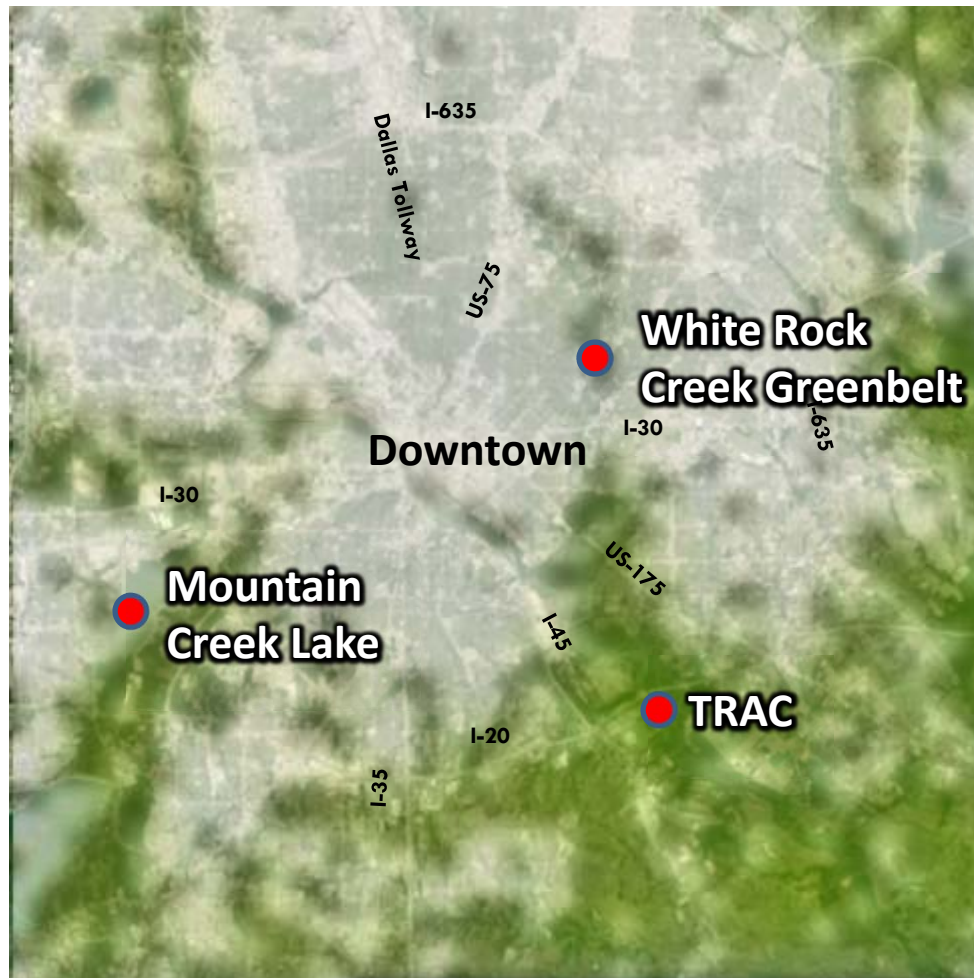 I-635
Dallas Tollway
US-75
White Rock
Creek Greenbelt
I-30
I-635
Downtown
I-30
US-175
Mountain
Creek Lake
I-45
TRAC
I-20
I-35